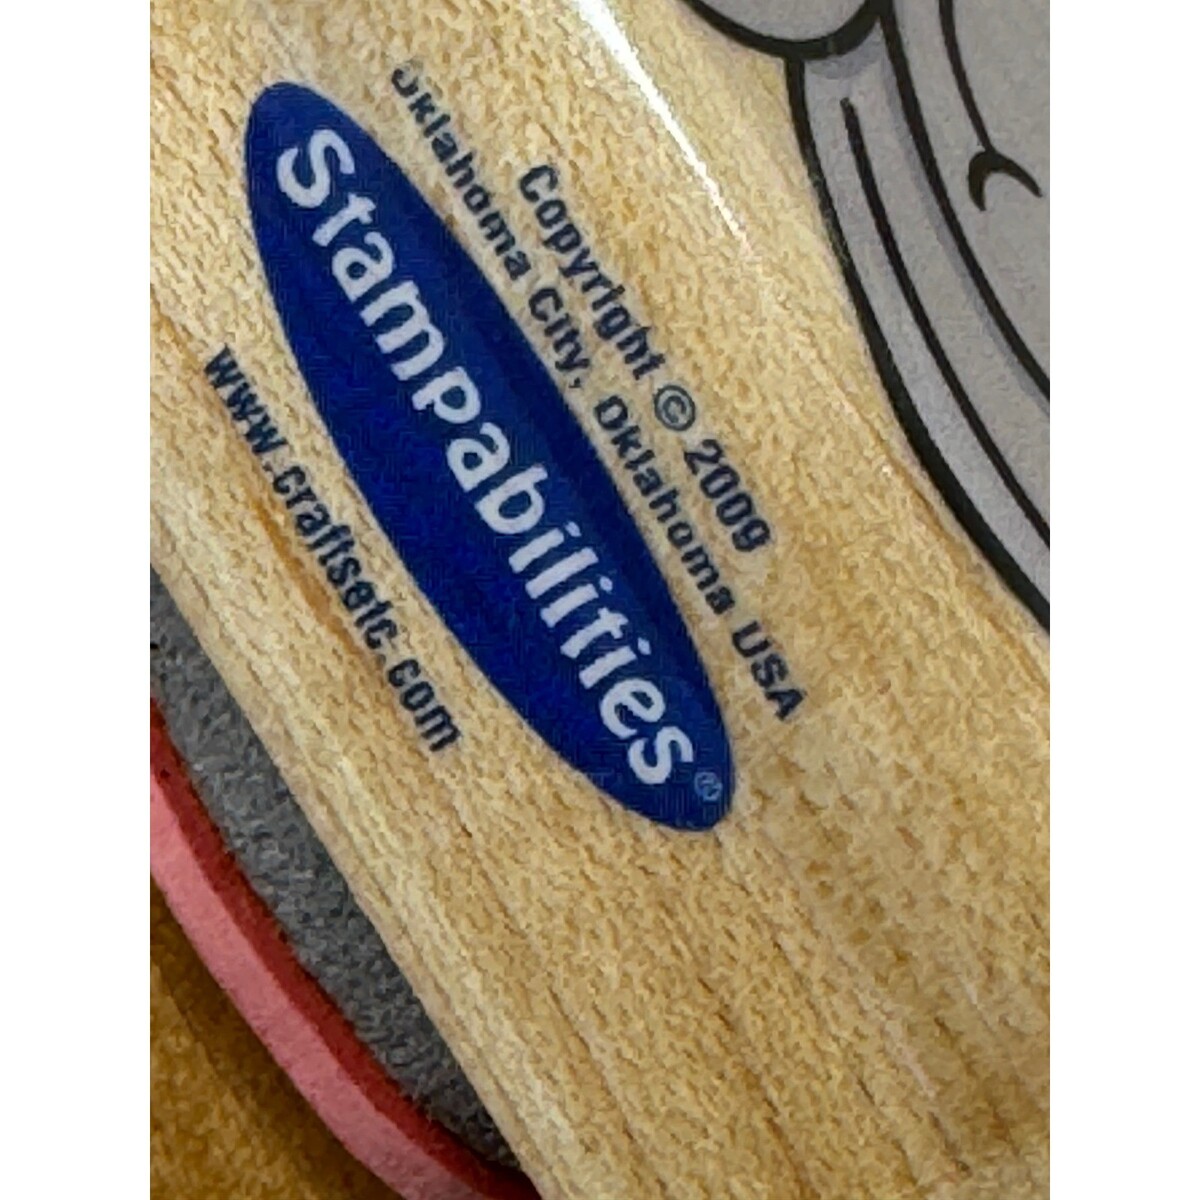 Copyright © 2009
Oklahoma City, Oklahoma USA
Stampabilities®
www.craftsetc.com